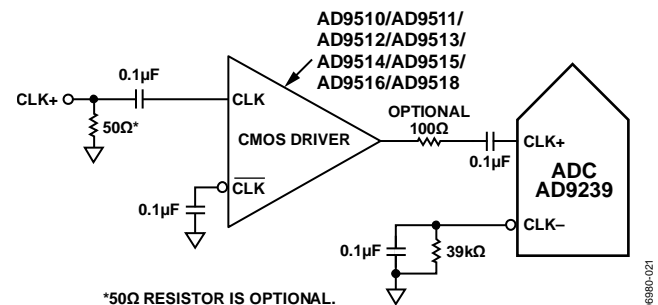 AD9510/AD9511/
AD9512/AD9513/
AD9514/AD9515/
AD9516/AD9518
0.1µF
CLK+
50Ω*
CLK
CMOS DRIVER
CLK
0.1µF
OPTIONAL
100Ω
0.1µF
CLK+
ADC
AD9239
CLK–
0.1µF
39kΩ
*50Ω RESISTOR IS OPTIONAL.
6980-021